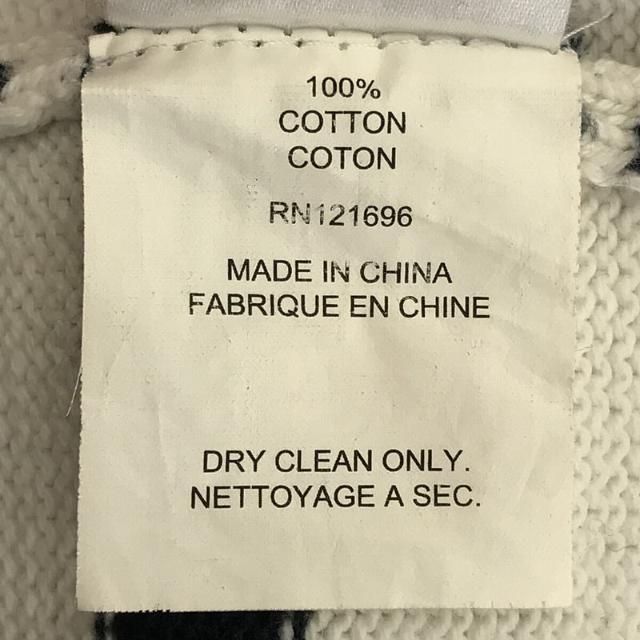 100%
COTTON
COTON
RN121696
MADE IN CHINA
FABRIQUE EN CHINE
DRY CLEAN ONLY.
NETTOYAGE A SEC.